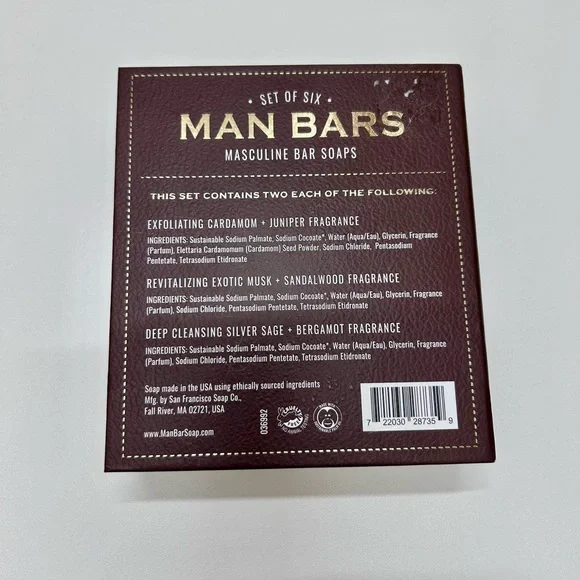 • SET OF SIX •
MAN BARS
MASCULINE BAR SOAPS
THIS SET CONTAINS TWO EACH OF THE FOLLOWING:
EXFOLIATING CARDAMOM + JUNIPER FRAGRANCE
INGREDIENTS: Sustainable Sodium Palmate, Sodium Cocoate*, Water (Aqua/Eau), Glycerin, Fragrance
(Parfum), Elettaria Cardamomum (Cardamom) Seed Powder, Sodium Chloride, Pentasodium
Pentetate, Tetrasodium Etidronate
REVITALIZING EXOTIC MUSK + SANDALWOOD FRAGRANCE
INGREDIENTS: Sustainable Sodium Palmate, Sodium Cocoate*, Water (Aqua/Eau), Glycerin, Fragrance
(Parfum), Sodium Chloride, Pentasodium Pentetate, Tetrasodium Etidronate
DEEP CLEANSING SILVER SAGE + BERGAMOT FRAGRANCE
INGREDIENTS: Sustainable Sodium Palmate, Sodium Cocoate*, Water (Aqua/Eau), Glycerin, Fragrance
(Parfum), Sodium Chloride, Pentasodium Pentetate, Tetrasodium Etidronate
Soap made in the USA using ethically sourced ingredients
Mfg. by San Francisco Soap Co.,
Fall River, MA 02721, USA
www.ManBarSoap.com
036992
CRUELTY
FREE
7 22030 28735 9